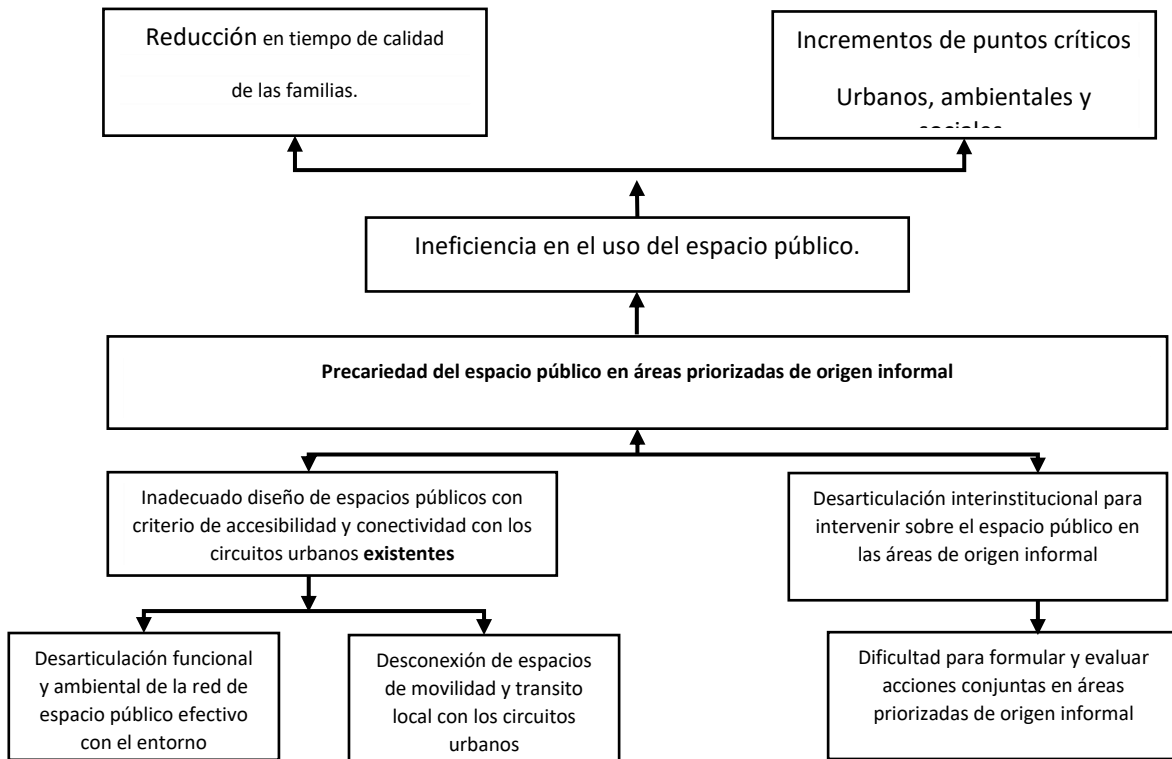 Reducción en tiempo de calidad
de las familias.
Incrementos de puntos críticos
Urbanos, ambientales y
Ineficiencia en el uso del espacio público.
Precariedad del espacio público en áreas priorizadas de origen informal
Inadecuado diseño de espacios públicos con
criterio de accesibilidad y conectividad con los
circuitos urbanos existentes
Desarticulación interinstitucional para
intervenir sobre el espacio público en
las áreas de origen informal
Desarticulación funcional
y ambiental de la red de
espacio público efectivo
con el entorno
Desconexión de espacios
de movilidad y transito
local con los circuitos
urbanos
Dificultad para formular y evaluar
acciones conjuntas en áreas
priorizadas de origen informal